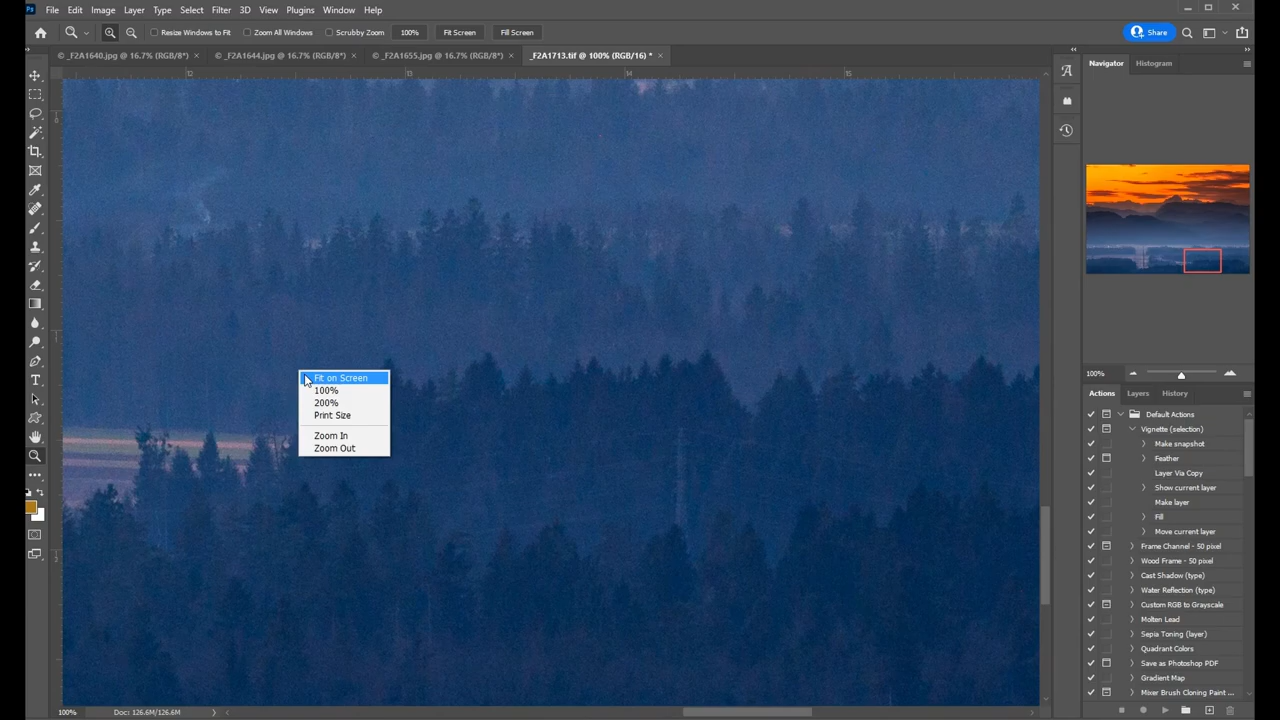 Ps File Edit Image Layer Type Select Filter 3D View Plugins Window Help
Resize Windows to Fit Zoom All Windows Scrubby Zoom 100% Fit Screen Fill Screen Share
© _F2A1640.jpg @ 16.7% (RGB/8*) × © _F2A1644.jpg @ 16.7% (RGB/8*) × © _F2A1655.jpg @ 16.7% (RGB/8*) × _F2A1713.tif @ 100% (RGB/16) * ×
12 13 14 15
Navigator Histogram
Fit on Screen
100%
200%
Print Size
Zoom In
Zoom Out
100%
Actions Layers History
Default Actions
Vignette (selection)
Make snapshot
Feather
Layer Via Copy
Show current layer
Make layer
Fill
Move current layer
Frame Channel - 50 pixel
Wood Frame - 50 pixel
Cast Shadow (type)
Water Reflection (type)
Custom RGB to Grayscale
Molten Lead
Sepia Toning (layer)
Quadrant Colors
Save as Photoshop PDF
Gradient Map
Mixer Brush Cloning Paint ...
100% Doc: 126.6M/126.6M